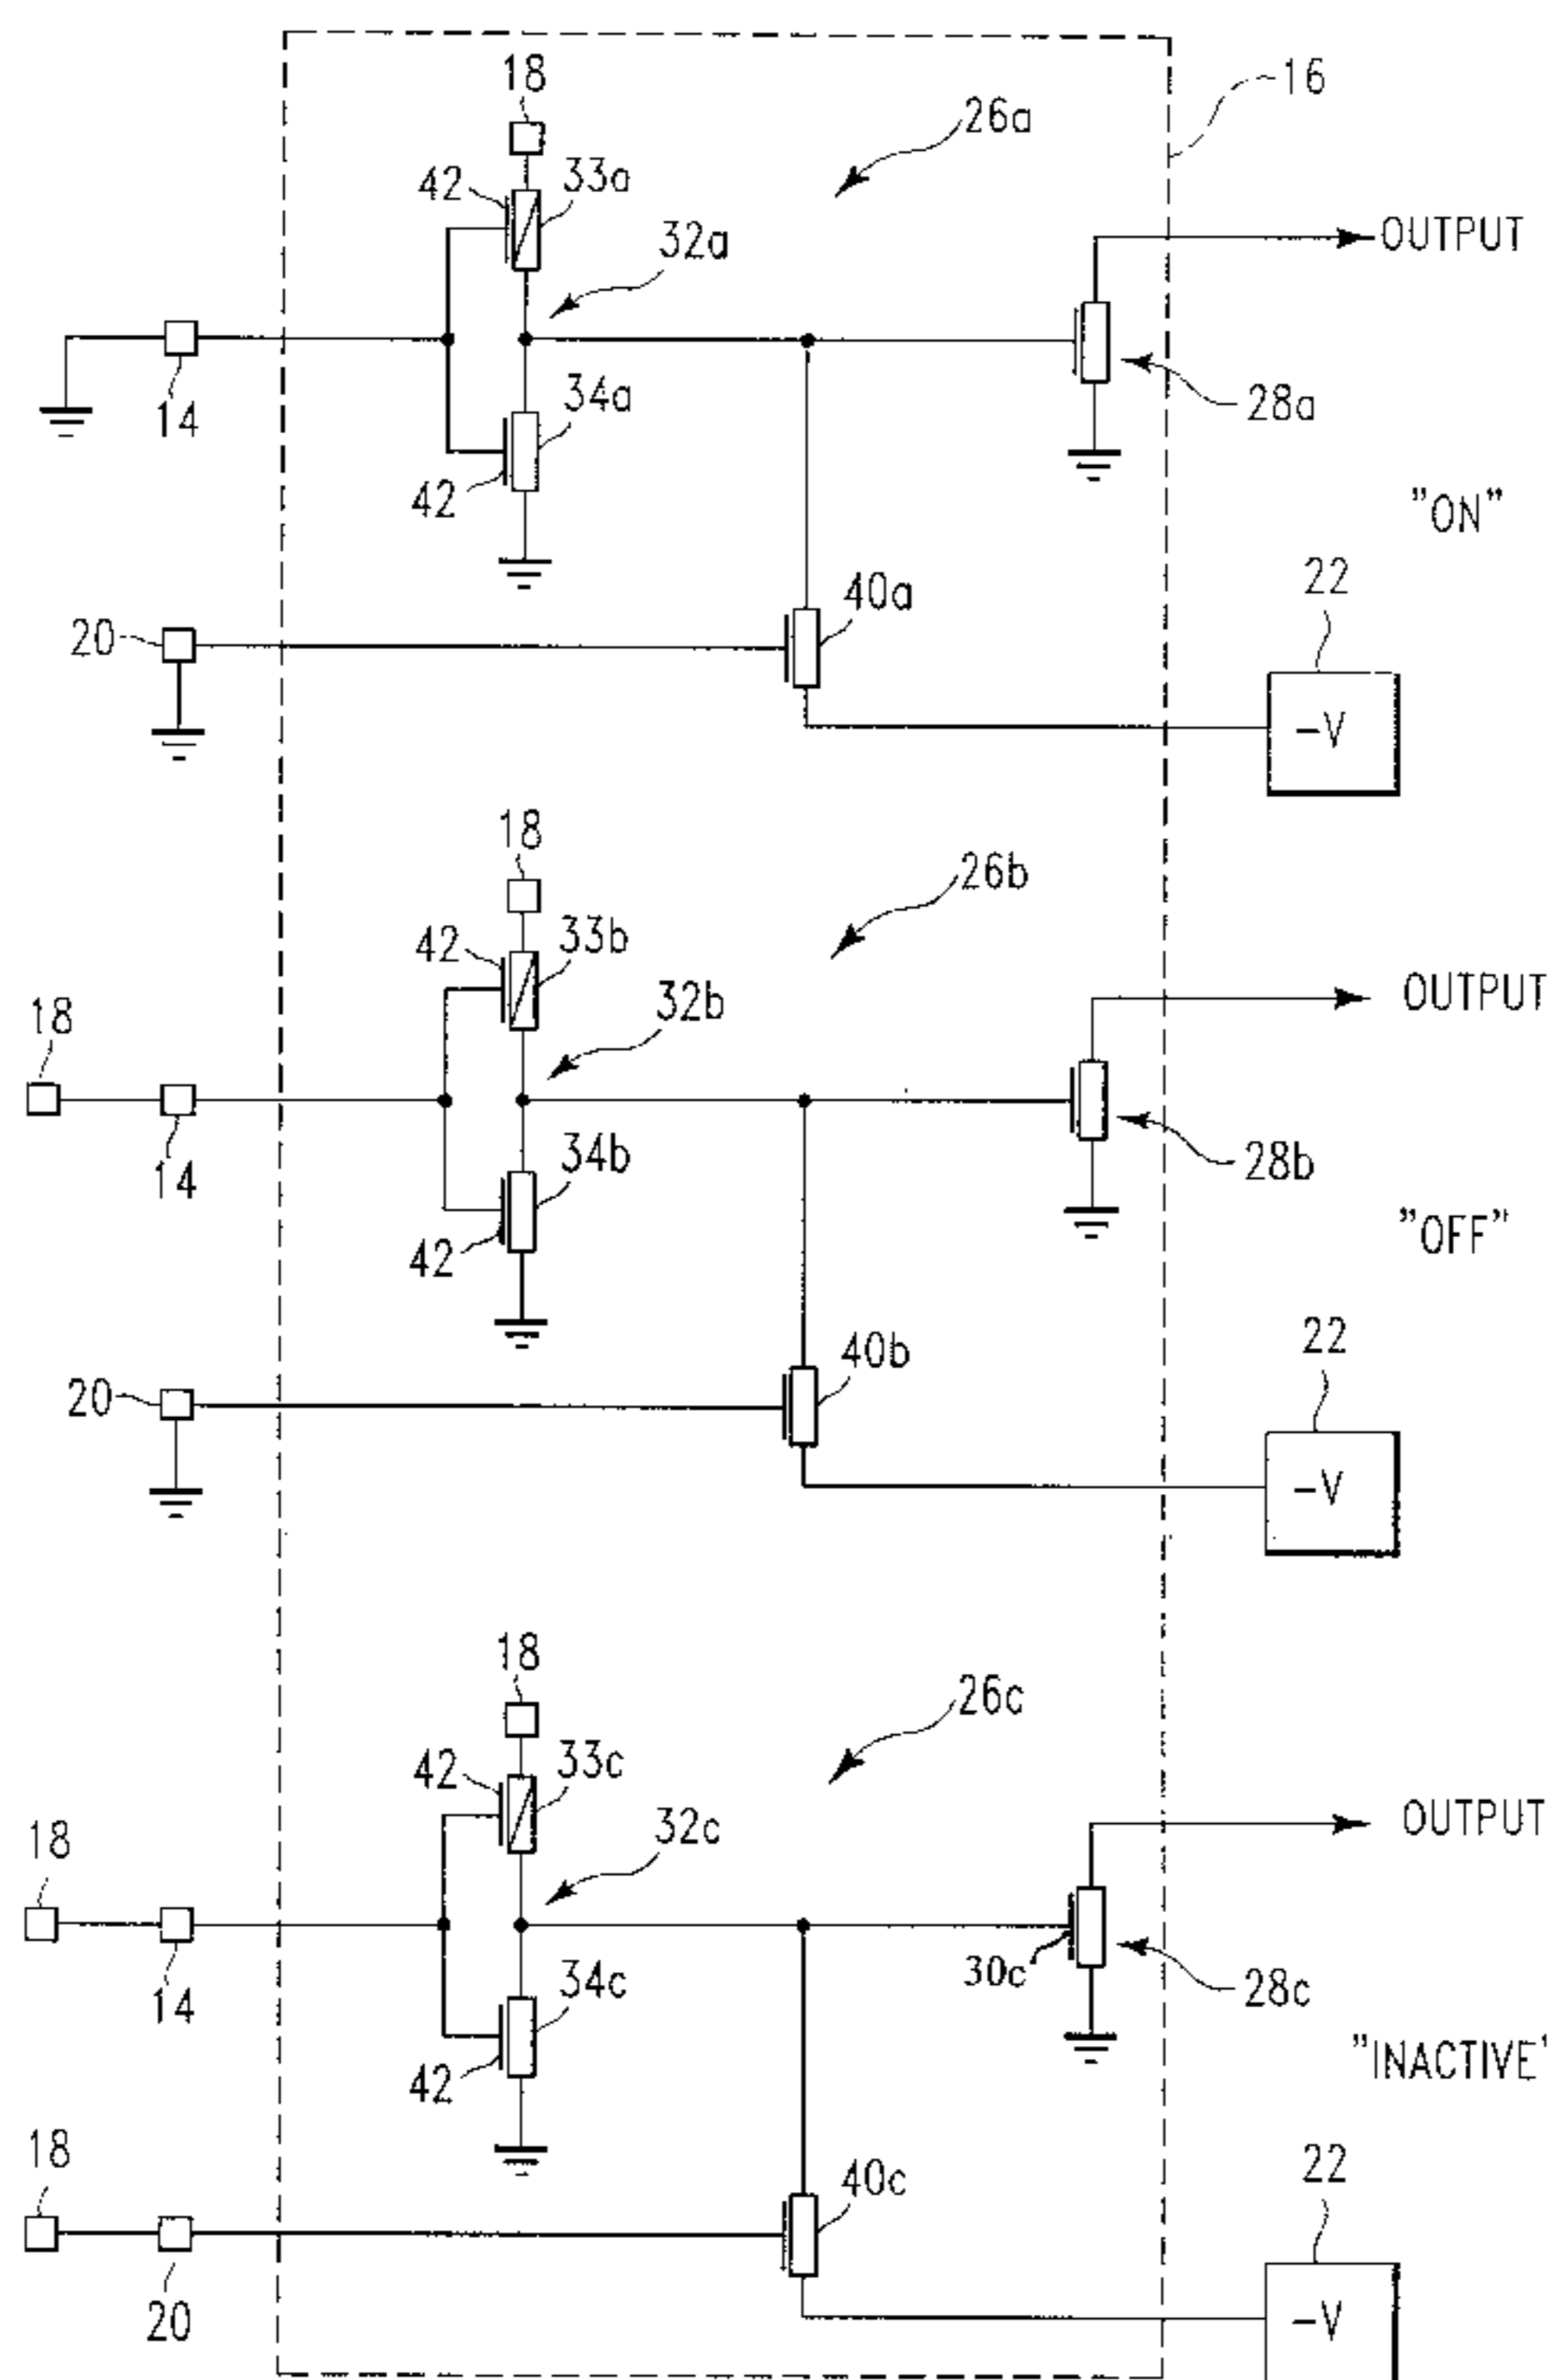 18
16
26a
42
33a
32a
OUTPUT
14
34a
28a
42
"ON"
40a
22
20
-V
18
26b
42
33b
18
32b
OUTPUT
14
34b
28b
42
"OFF"
40b
22
20
-V
18
26c
42
33c
18
32c
OUTPUT
14
34c
30c
28c
42
"INACTIVE'
18
40c
22
20
-V